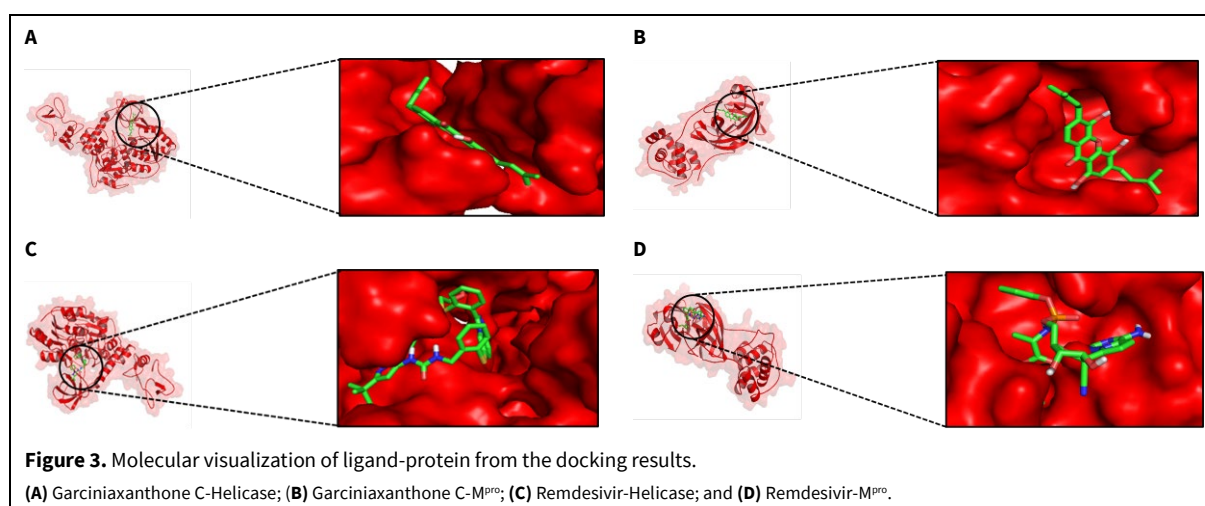 A
B
C
D
Figure 3. Molecular visualization of ligand-protein from the docking results.
(A) Garciniaxanthone C-Helicase; (B) Garciniaxanthone C-Mᵖʳᵒ; (C) Remdesivir-Helicase; and (D) Remdesivir-Mᵖʳᵒ.